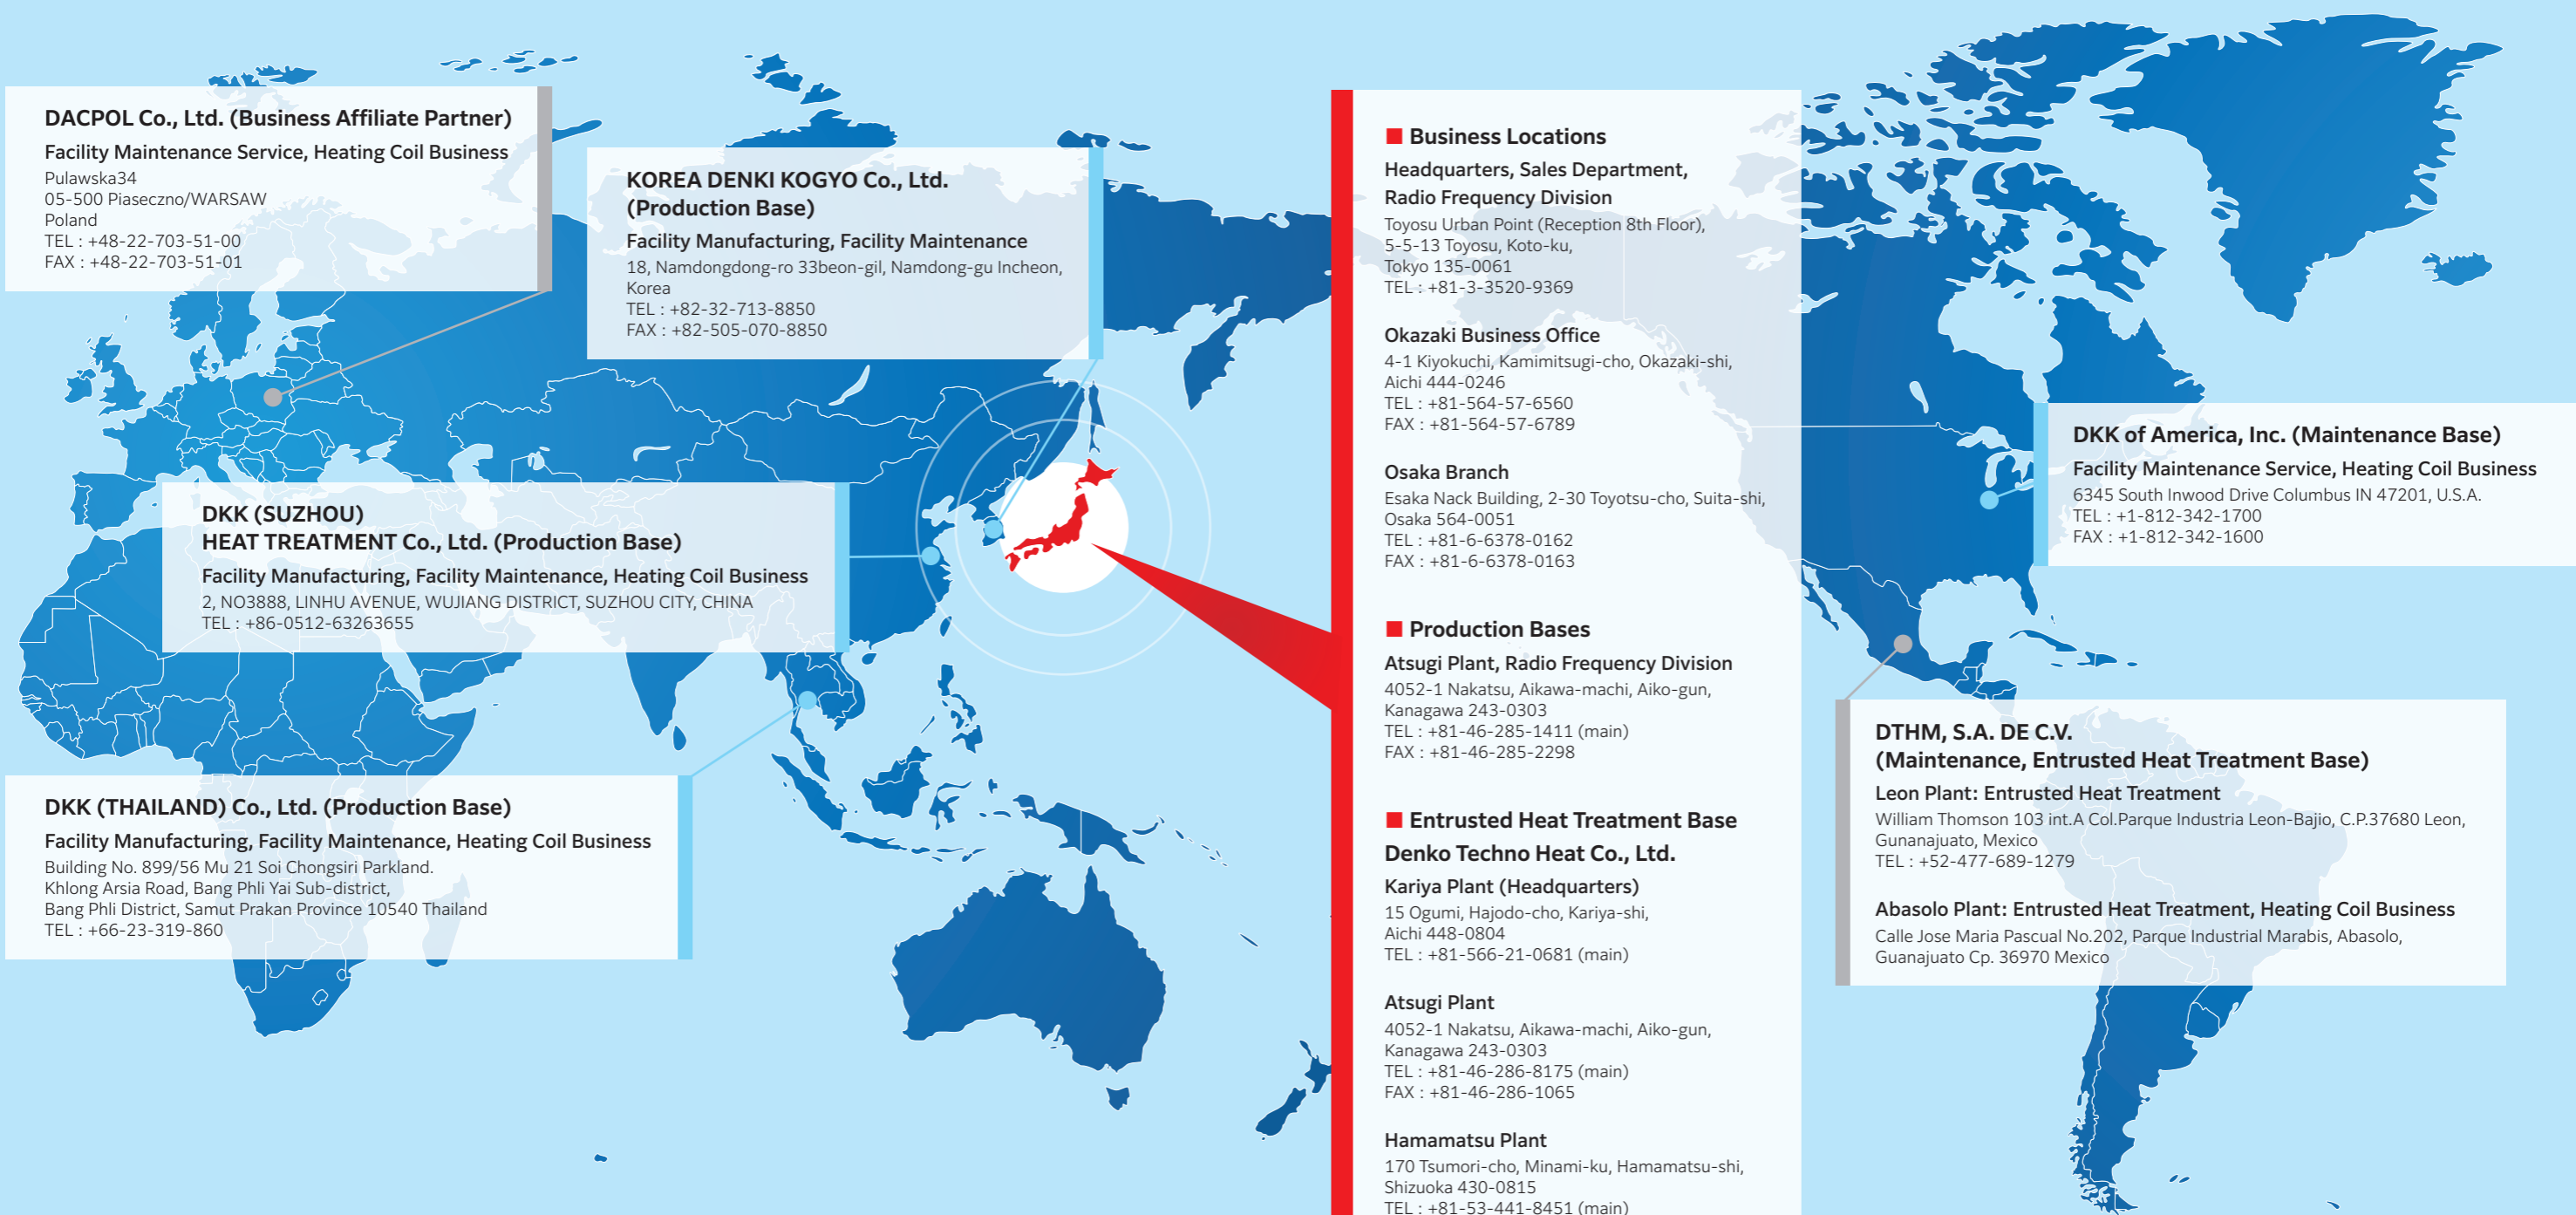 DACPOL Co., Ltd. (Business Affiliate Partner)
Facility Maintenance Service, Heating Coil Business
Pulawska34
05-500 Piaseczno/WARSAW
Poland
TEL : +48-22-703-51-00
FAX : +48-22-703-51-01
KOREA DENKI KOGYO Co., Ltd.
(Production Base)
Facility Manufacturing, Facility Maintenance
18, Namdongdong-ro 33beon-gil, Namdong-gu Incheon,
Korea
TEL : +82-32-713-8850
FAX : +82-505-070-8850
DKK (SUZHOU)
HEAT TREATMENT Co., Ltd. (Production Base)
Facility Manufacturing, Facility Maintenance, Heating Coil Business
2, NO3888, LINHU AVENUE, WUJIANG DISTRICT, SUZHOU CITY, CHINA
TEL : +86-0512-63263655
DKK (THAILAND) Co., Ltd. (Production Base)
Facility Manufacturing, Facility Maintenance, Heating Coil Business
Building No. 899/56 Mu 21 Soi Chongsiri Parkland.
Khlong Arsia Road, Bang Phli Yai Sub-district,
Bang Phli District, Samut Prakan Province 10540 Thailand
TEL : +66-23-319-860
■ Business Locations
Headquarters, Sales Department,
Radio Frequency Division
Toyosu Urban Point (Reception 8th Floor),
5-5-13 Toyosu, Koto-ku,
Tokyo 135-0061
TEL : +81-3-3520-9369
Okazaki Business Office
4-1 Kiyokuchi, Kamimitsugi-cho, Okazaki-shi,
Aichi 444-0246
TEL : +81-564-57-6560
FAX : +81-564-57-6789
Osaka Branch
Esaka Nack Building, 2-30 Toyotsu-cho, Suita-shi,
Osaka 564-0051
TEL : +81-6-6378-0162
FAX : +81-6-6378-0163
■ Production Bases
Atsugi Plant, Radio Frequency Division
4052-1 Nakatsu, Aikawa-machi, Aiko-gun,
Kanagawa 243-0303
TEL : +81-46-285-1411 (main)
FAX : +81-46-285-2298
■ Entrusted Heat Treatment Base
Denko Techno Heat Co., Ltd.
Kariya Plant (Headquarters)
15 Ogumi, Hajodo-cho, Kariya-shi,
Aichi 448-0804
TEL : +81-566-21-0681 (main)
Atsugi Plant
4052-1 Nakatsu, Aikawa-machi, Aiko-gun,
Kanagawa 243-0303
TEL : +81-46-286-8175 (main)
FAX : +81-46-286-1065
Hamamatsu Plant
170 Tsumori-cho, Minami-ku, Hamamatsu-shi,
Shizuoka 430-0815
TEL : +81-53-441-8451 (main)
DKK of America, Inc. (Maintenance Base)
Facility Maintenance Service, Heating Coil Business
6345 South Inwood Drive Columbus IN 47201, U.S.A.
TEL : +1-812-342-1700
FAX : +1-812-342-1600
DTHM, S.A. DE C.V.
(Maintenance, Entrusted Heat Treatment Base)
Leon Plant: Entrusted Heat Treatment
William Thomson 103 int.A Col.Parque Industria Leon-Bajio, C.P.37680 Leon,
Gunanajuato, Mexico
TEL : +52-477-689-1279
Abasolo Plant: Entrusted Heat Treatment, Heating Coil Business
Calle Jose Maria Pascual No.202, Parque Industrial Marabis, Abasolo,
Guanajuato Cp. 36970 Mexico